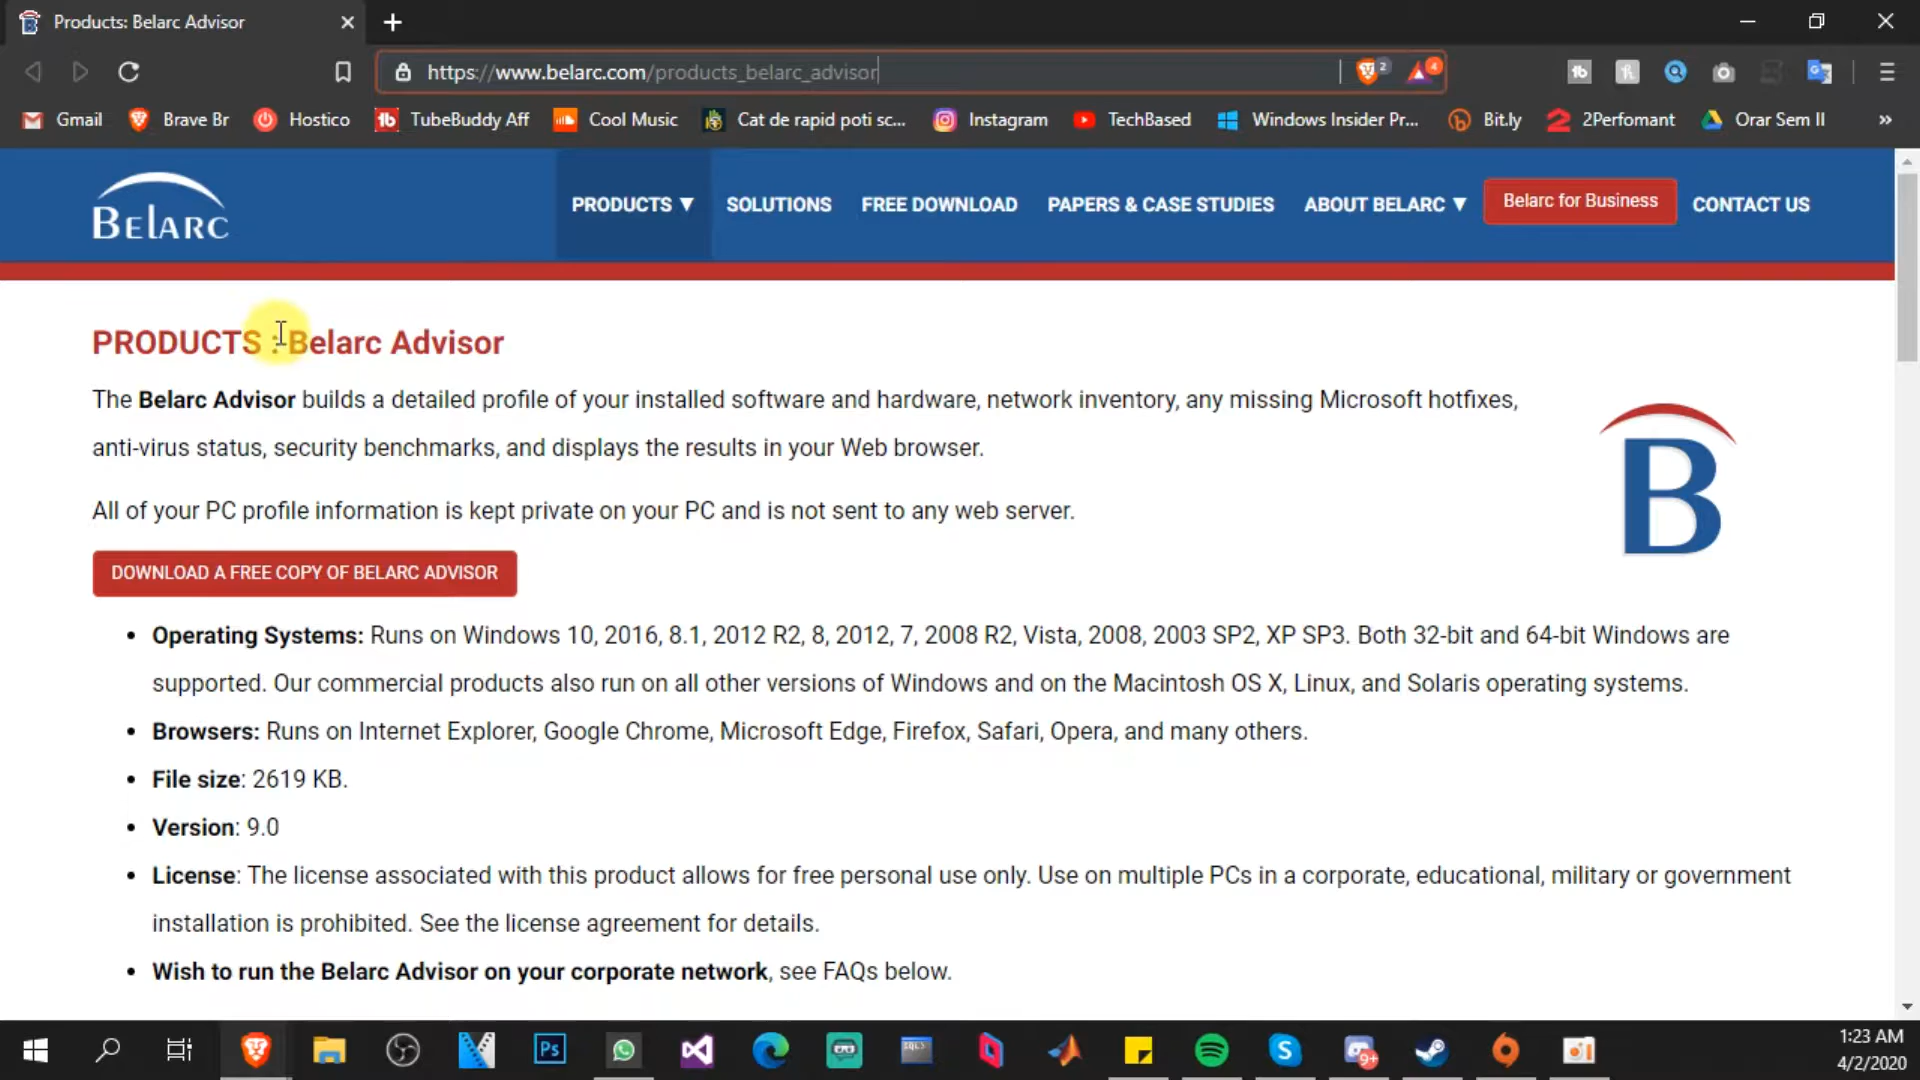 Products: Belarc Advisor
https://www.belarc.com/products_belarc_advisor
2
4
Gmail
Brave Br
Hostico
TubeBuddy Aff
Cool Music
Cat de rapid poti sc...
Instagram
TechBased
Windows Insider Pr...
Bit.ly
2Perfomant
Orar Sem II
»
BELARC
PRODUCTS ▼
SOLUTIONS
FREE DOWNLOAD
PAPERS & CASE STUDIES
ABOUT BELARC ▼
Belarc for Business
CONTACT US
PRODUCTS : Belarc Advisor
The Belarc Advisor builds a detailed profile of your installed software and hardware, network inventory, any missing Microsoft hotfixes,
anti-virus status, security benchmarks, and displays the results in your Web browser.
All of your PC profile information is kept private on your PC and is not sent to any web server.
B
DOWNLOAD A FREE COPY OF BELARC ADVISOR
• Operating Systems: Runs on Windows 10, 2016, 8.1, 2012 R2, 8, 2012, 7, 2008 R2, Vista, 2008, 2003 SP2, XP SP3. Both 32-bit and 64-bit Windows are
supported. Our commercial products also run on all other versions of Windows and on the Macintosh OS X, Linux, and Solaris operating systems.
• Browsers: Runs on Internet Explorer, Google Chrome, Microsoft Edge, Firefox, Safari, Opera, and many others.
• File size: 2619 KB.
• Version: 9.0
• License: The license associated with this product allows for free personal use only. Use on multiple PCs in a corporate, educational, military or government
installation is prohibited. See the license agreement for details.
• Wish to run the Belarc Advisor on your corporate network, see FAQs below.
Ps
9+
1:23 AM
4/2/2020